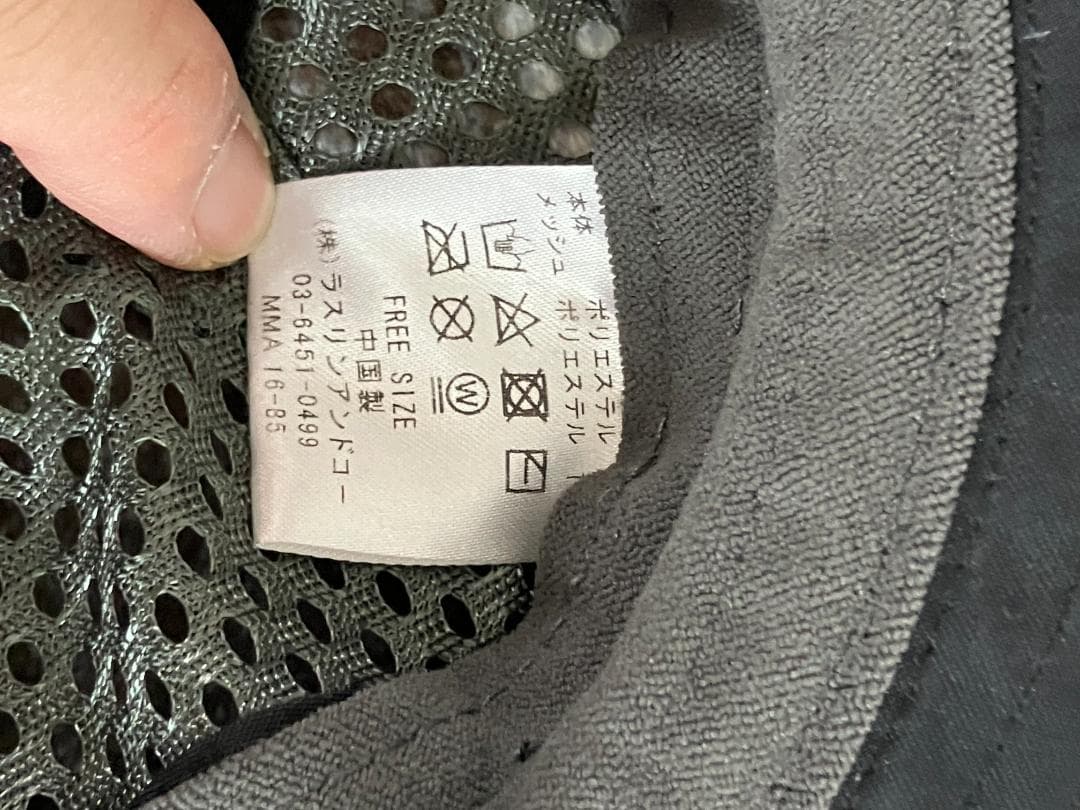 本体 ポリエステル
メッシュ ポリエステル
W
FREE SIZE
中国製
(株)ラスリンアンドコー
03-6451-0499
MMA 16-85